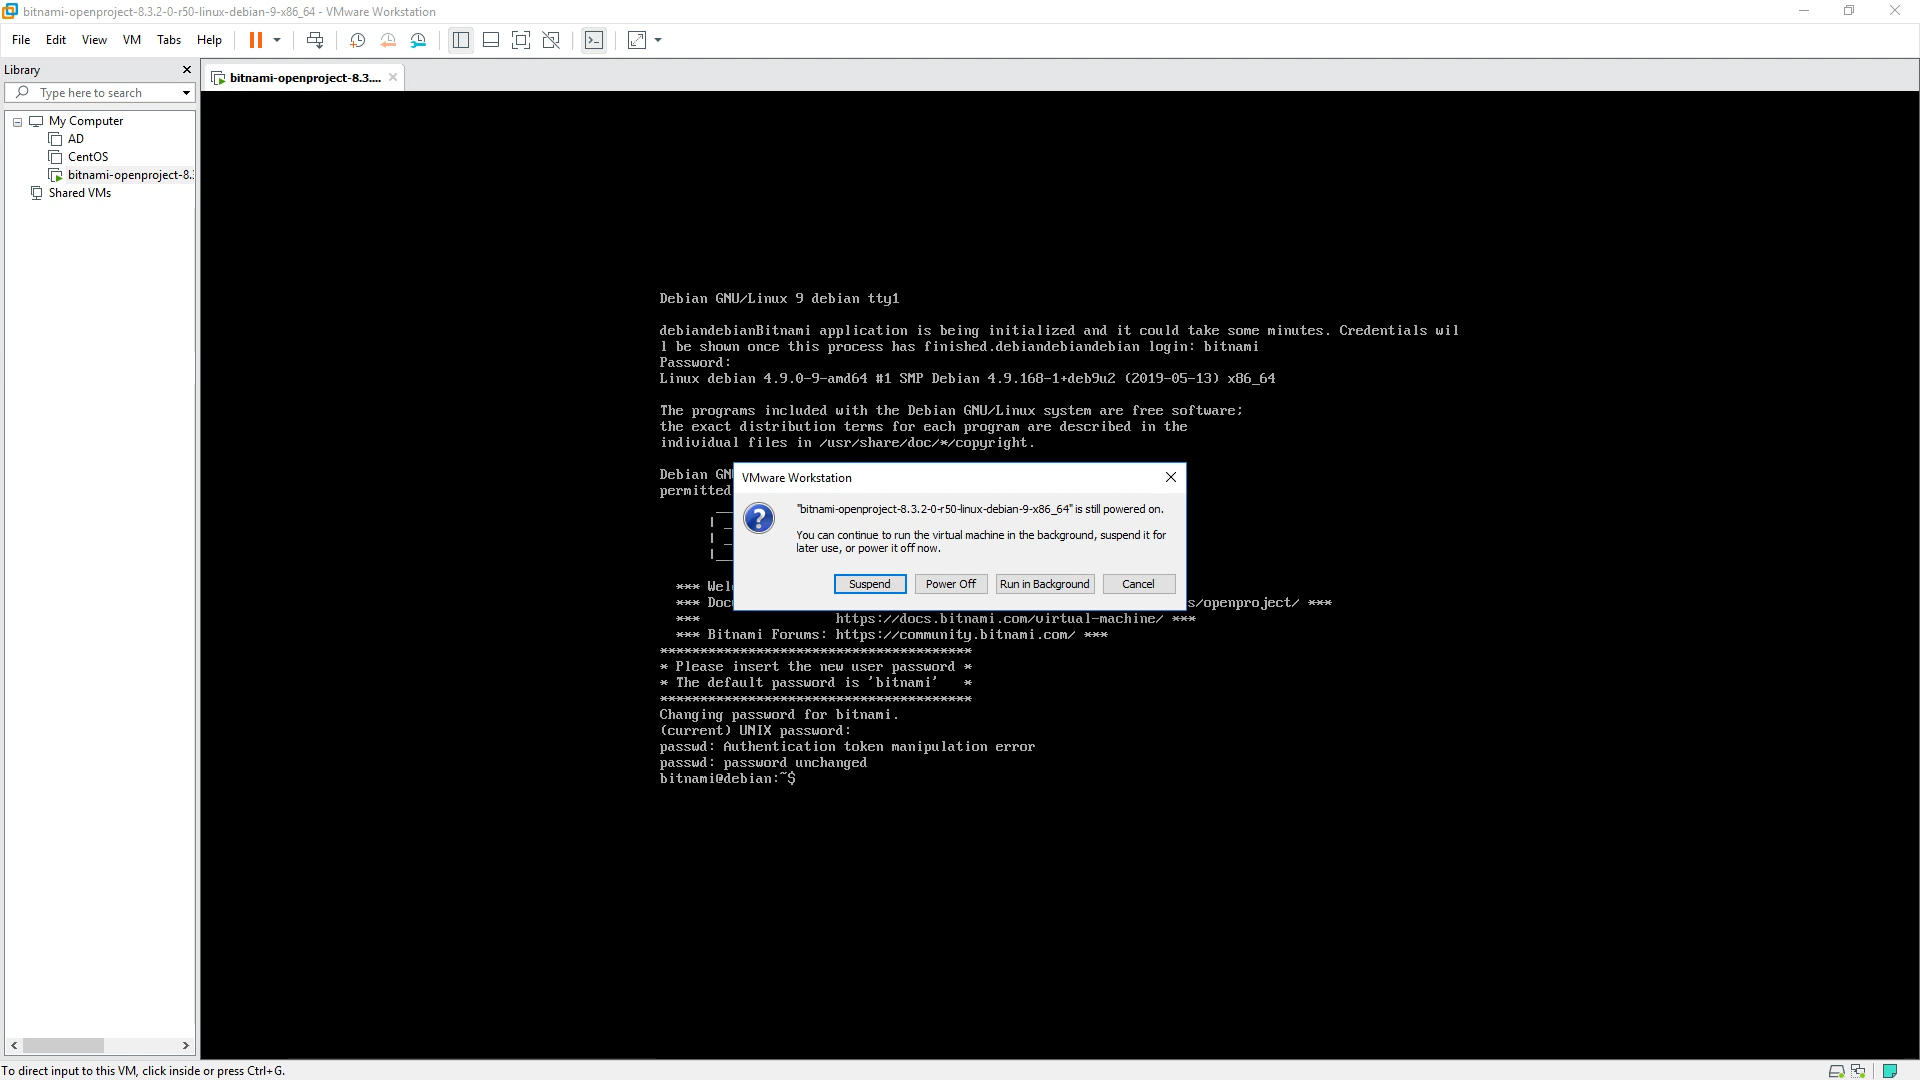 bitnami-openproject-8.3.2-0-r50-linux-debian-9-x86_64 - VMware Workstation
File Edit View VM Tabs Help
Library
Type here to search
My Computer
AD
CentOS
bitnami-openproject-8.
Shared VMs
bitnami-openproject-8.3....
Debian GNU/Linux 9 debian tty1
debiandebianBitnami application is being initialized and it could take some minutes. Credentials wil
l be shown once this process has finished.debiandebiandebian login: bitnami
Password:
Linux debian 4.9.0-9-amd64 #1 SMP Debian 4.9.168-1+deb9u2 (2019-05-13) x86_64
The programs included with the Debian GNU/Linux system are free software;
the exact distribution terms for each program are described in the
individual files in /usr/share/doc/*/copyright.
Debian GN
permitted
VMware Workstation
"bitnami-openproject-8.3.2-0-r50-linux-debian-9-x86_64" is still powered on.
You can continue to run the virtual machine in the background, suspend it for
later use, or power it off now.
Suspend Power Off Run in Background Cancel
*** Wel
*** Doc s/openproject/ ***
*** https://docs.bitnami.com/virtual-machine/ ***
*** Bitnami Forums: https://community.bitnami.com/ ***
***************************************
* Please insert the new user password *
* The default password is 'bitnami' *
***************************************
Changing password for bitnami.
(current) UNIX password:
passwd: Authentication token manipulation error
passwd: password unchanged
bitnami@debian:~$
To direct input to this VM, click inside or press Ctrl+G.